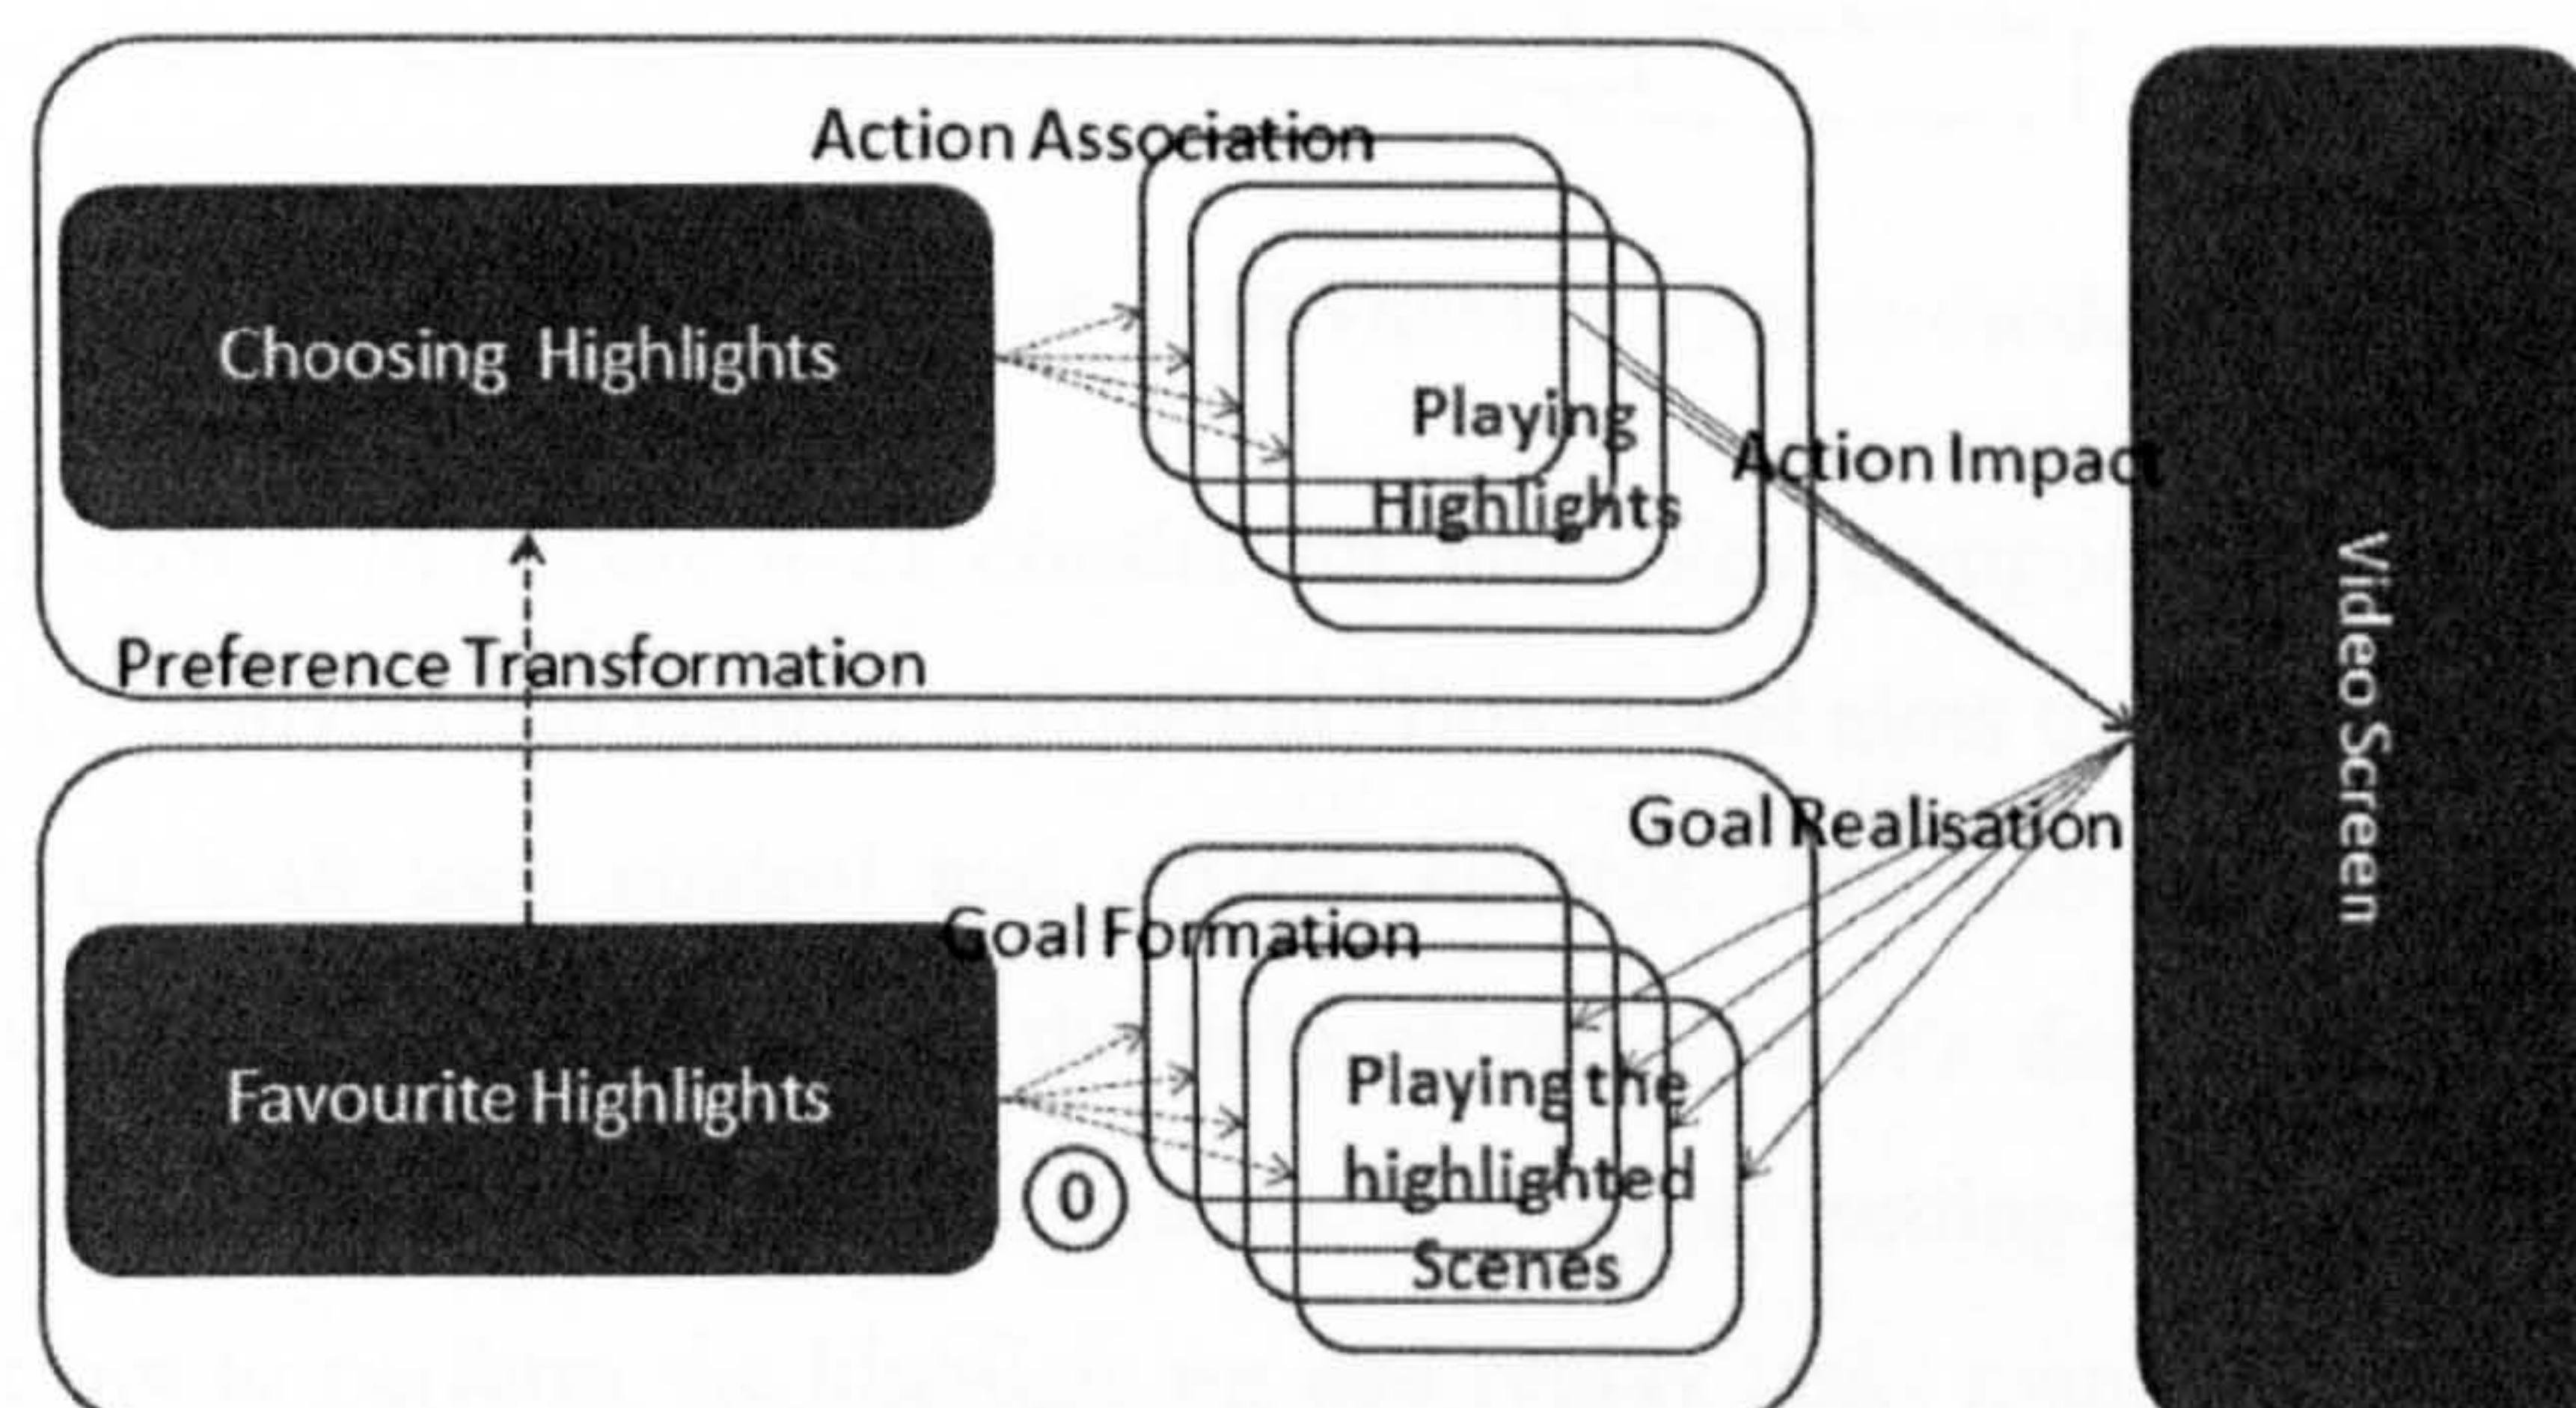 Action Association
Choosing Highlights
Playing
Highlights
Action Impact
Preference Transformation
Video Screen
Goal Realisation
Goal Formation
Favourite Highlights
0
Playing the
highlighted
Scenes